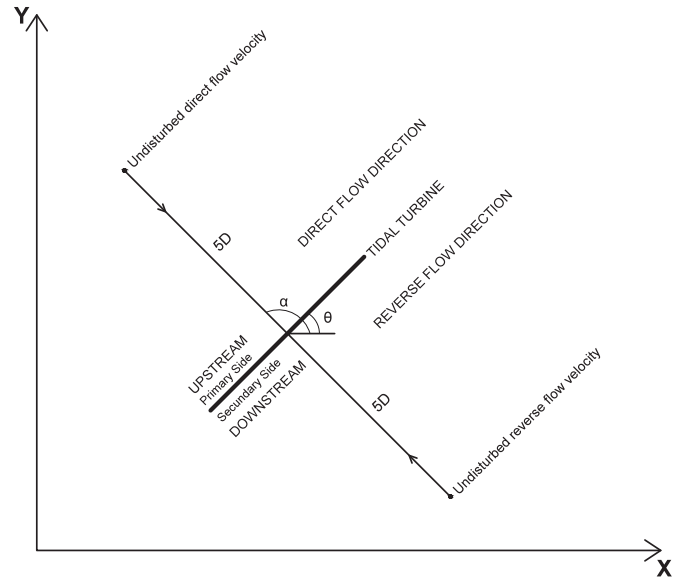 Y
Undisturbed direct flow velocity
DIRECT FLOW DIRECTION
5D
TIDAL TURBINE
REVERSE FLOW DIRECTION
α
θ
UPSTREAM
Primary Side
Secundary Side
DOWNSTREAM
5D
Undisturbed reverse flow velocity
X